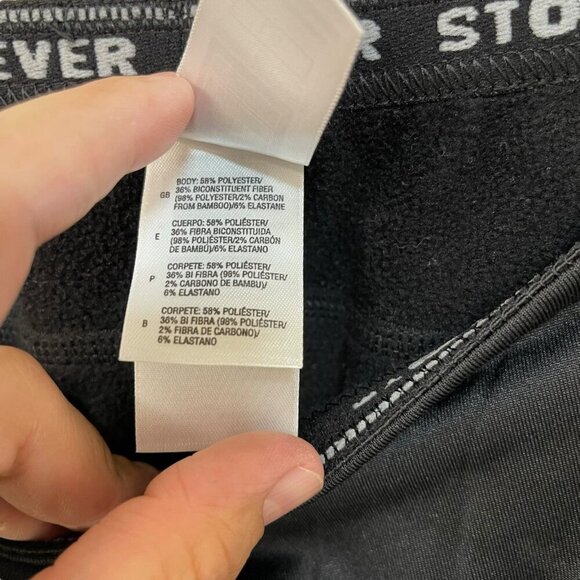 EVER
R STO
BODY: 58% POLYESTER/
GB 36% BICONSTITUENT FIBER
(98% POLYESTER/2% CARBON
FROM BAMBOO)/6% ELASTANE
CUERPO: 58% POLIÉSTER/
E 36% FIBRA BICONSTITUIDA
(98% POLIÉSTER/2% CARBÓN
DE BAMBÚ)/6% ELASTANO
CORPETE: 58% POLIÉSTER/
P 36% BI FIBRA (98% POLIÉSTER/
2% CARBONO DE BAMBU)/
6% ELASTANO
CORPETE: 58% POLIÉSTER/
B 36% BI FIBRA (98% POLIÉSTER/
2% FIBRA DE CARBONO)/
6% ELASTANO